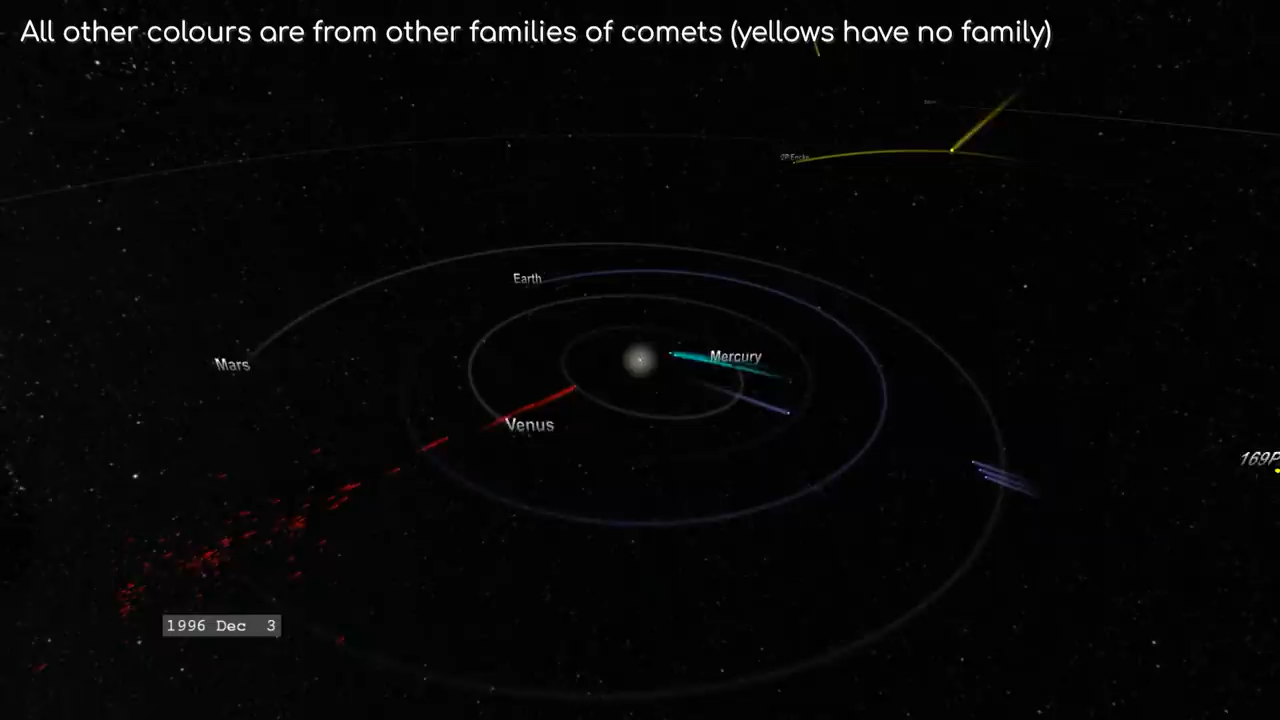 All other colours are from other families of comets (yellows have no family)
2P/Encke
Earth
Mercury
Mars
Venus
169P
1996 Dec 3